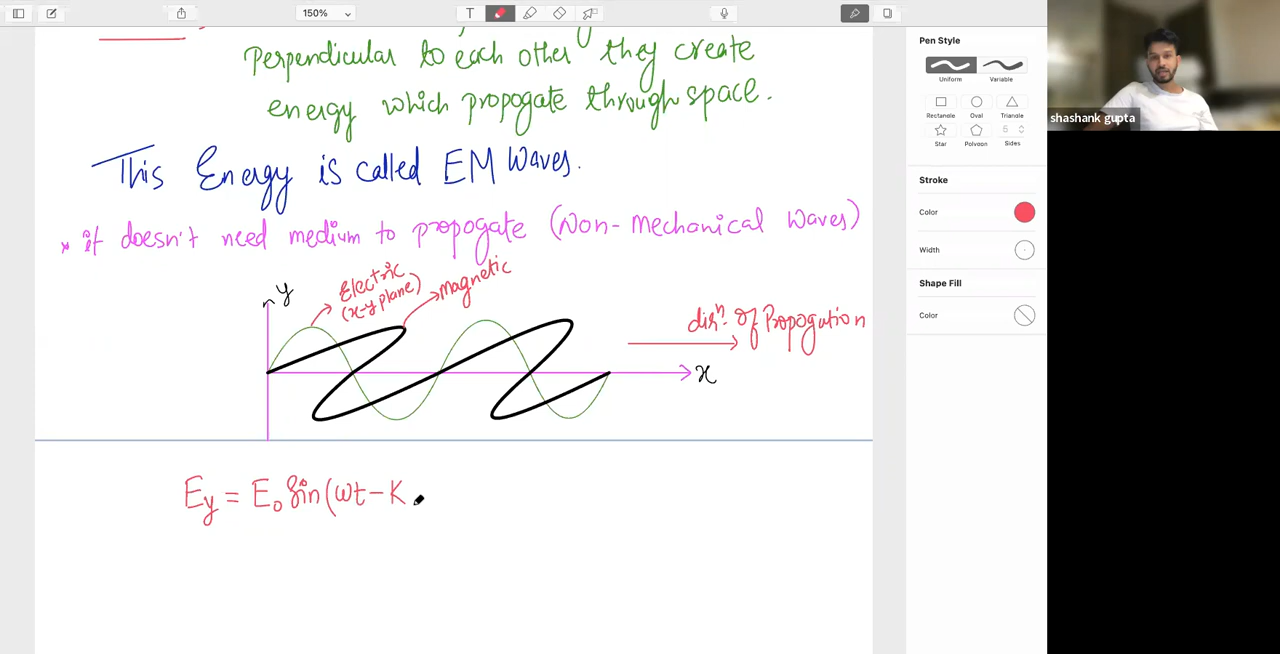 150%
T
Pen Style
Uniform
Variable
Rectangle
Oval
Triangle
Star
Polygon
5
Sides
Stroke
Color
Width
Shape Fill
Color
shashank gupta
Perpendicular to each other they create
energy which propogate through space.
This Energy is called EM Waves.
* it doesn't need medium to propogate (Non-Mechanical Waves)
y
Electric
(x-y plane)
Magnetic
dirⁿ. of Propogation
x
Ey = E₀ sin(ωt - K